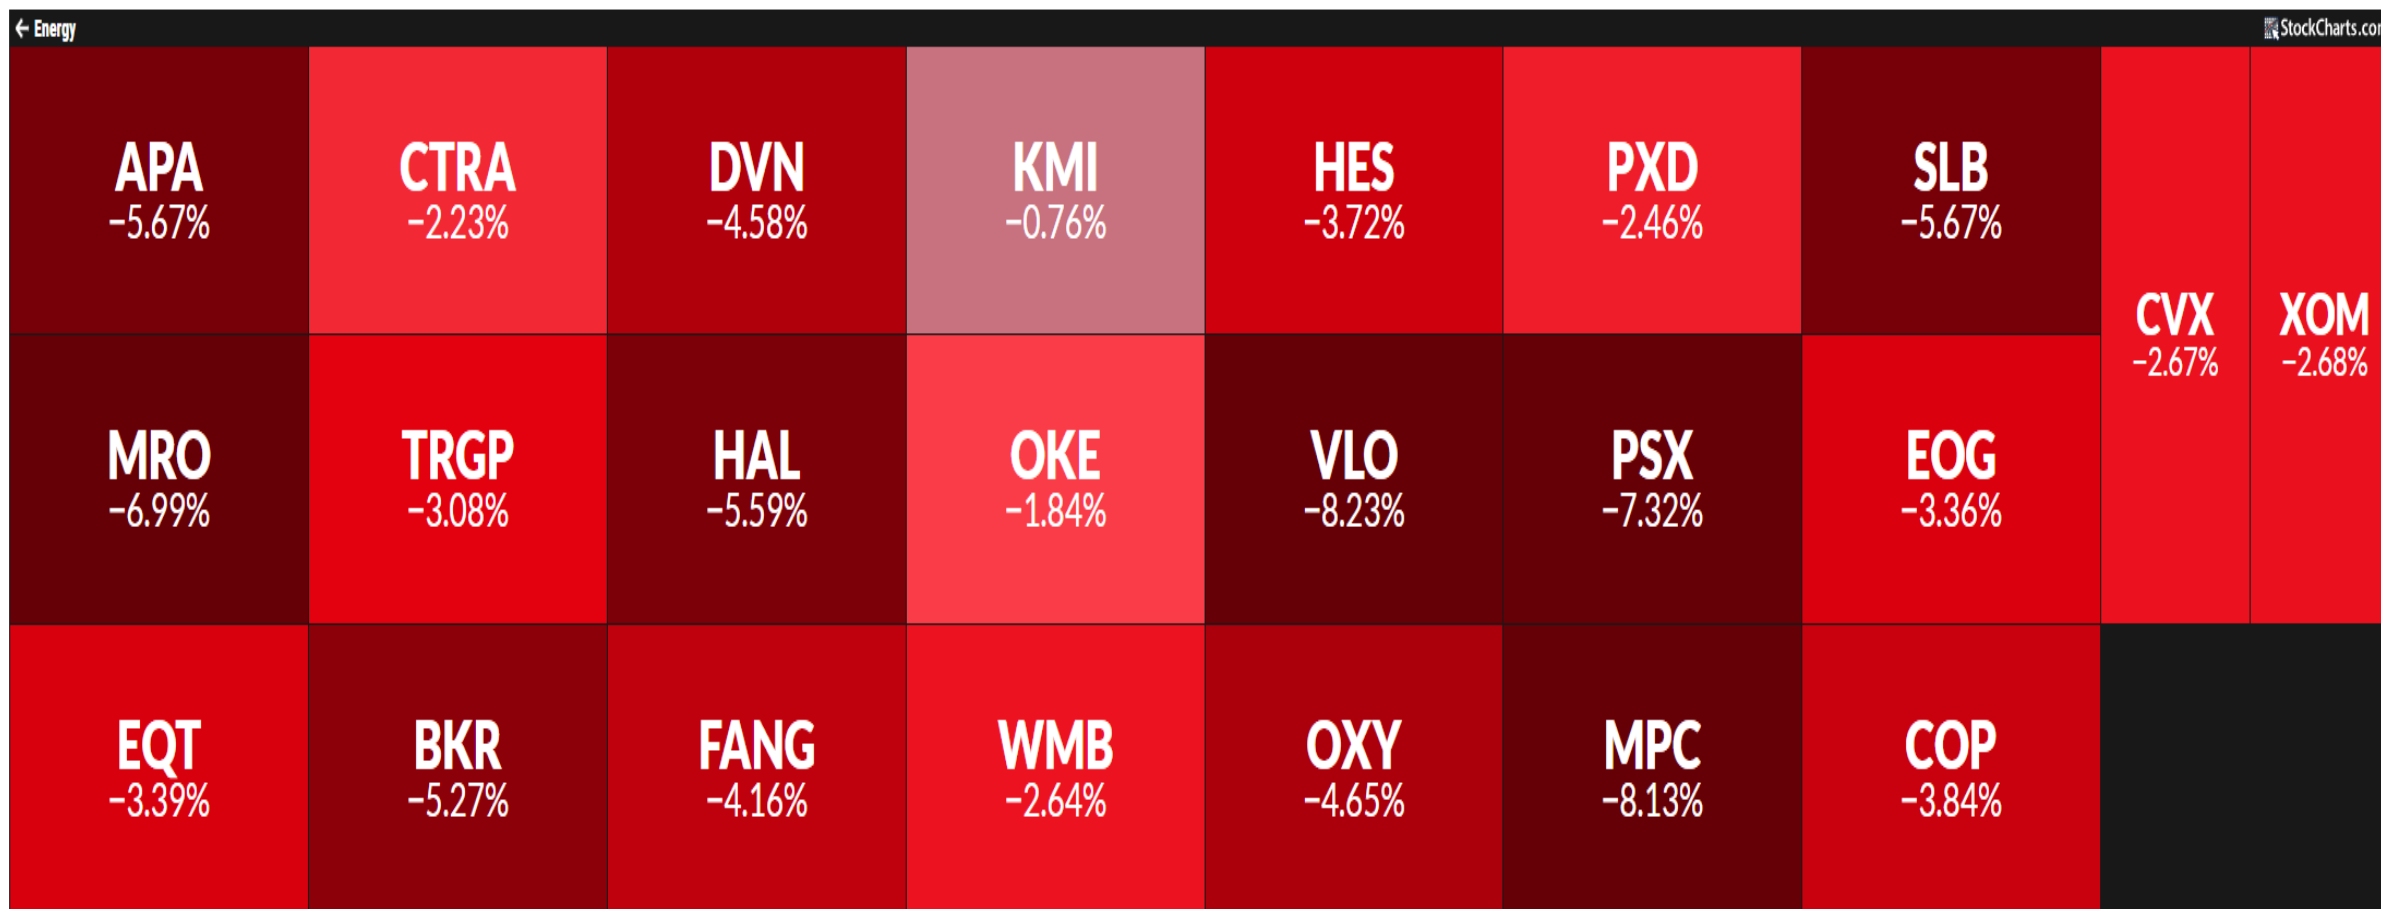 ← Energy
StockCharts.com
APA
−5.67%
CTRA
−2.23%
DVN
−4.58%
KMI
−0.76%
HES
−3.72%
PXD
−2.46%
SLB
−5.67%
CVX
−2.67%
XOM
−2.68%
MRO
−6.99%
TRGP
−3.08%
HAL
−5.59%
OKE
−1.84%
VLO
−8.23%
PSX
−7.32%
EOG
−3.36%
EQT
−3.39%
BKR
−5.27%
FANG
−4.16%
WMB
−2.64%
OXY
−4.65%
MPC
−8.13%
COP
−3.84%